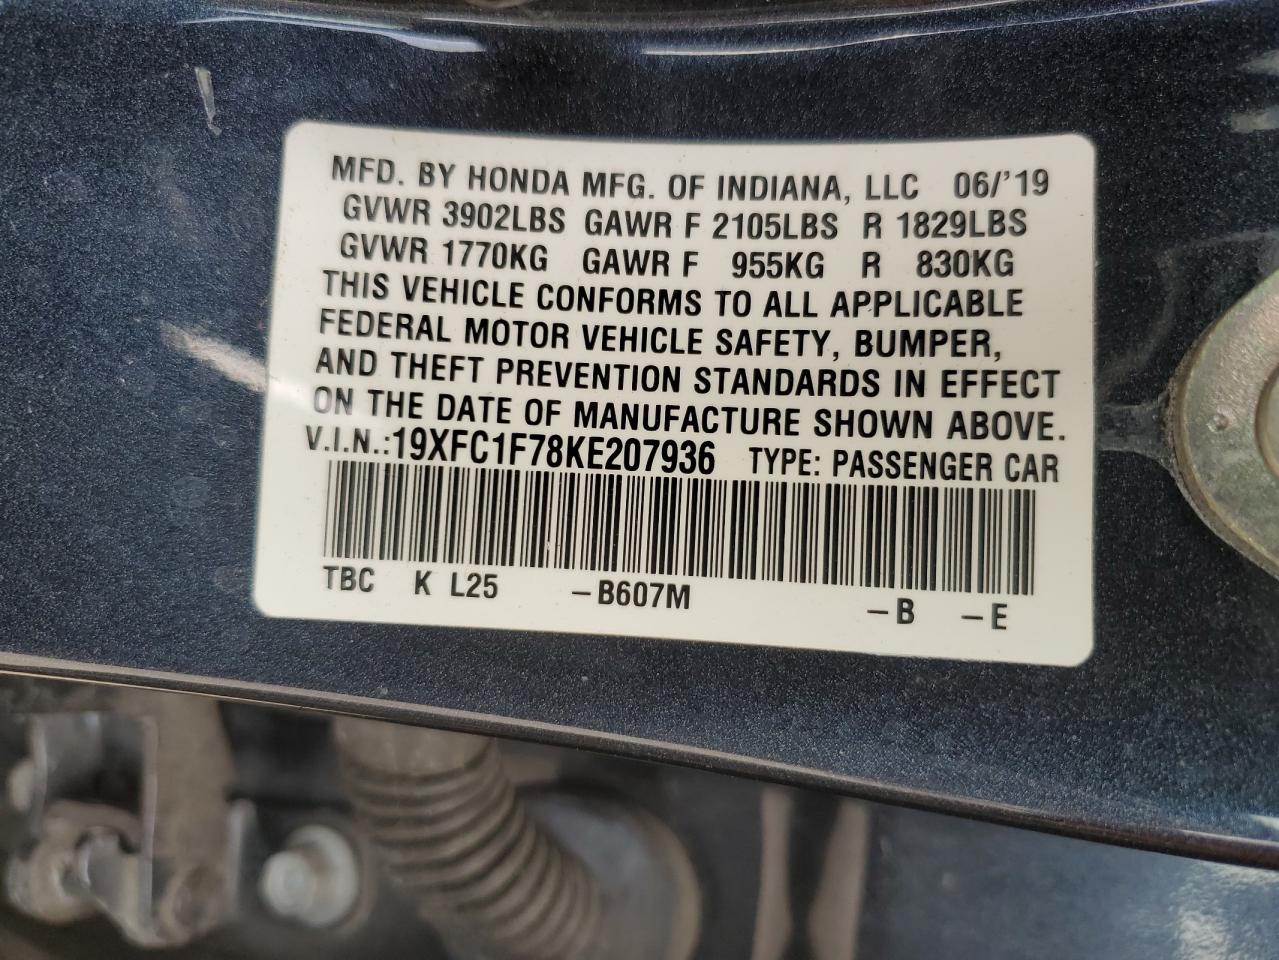 MFD. BY HONDA MFG. OF INDIANA, LLC 06/'19
GVWR 3902LBS GAWR F 2105LBS R 1829LBS
GVWR 1770KG GAWR F 955KG R 830KG
THIS VEHICLE CONFORMS TO ALL APPLICABLE
FEDERAL MOTOR VEHICLE SAFETY, BUMPER,
AND THEFT PREVENTION STANDARDS IN EFFECT
ON THE DATE OF MANUFACTURE SHOWN ABOVE.
V.I.N.:19XFC1F78KE207936 TYPE: PASSENGER CAR
TBC K L25 –B607M –B –E